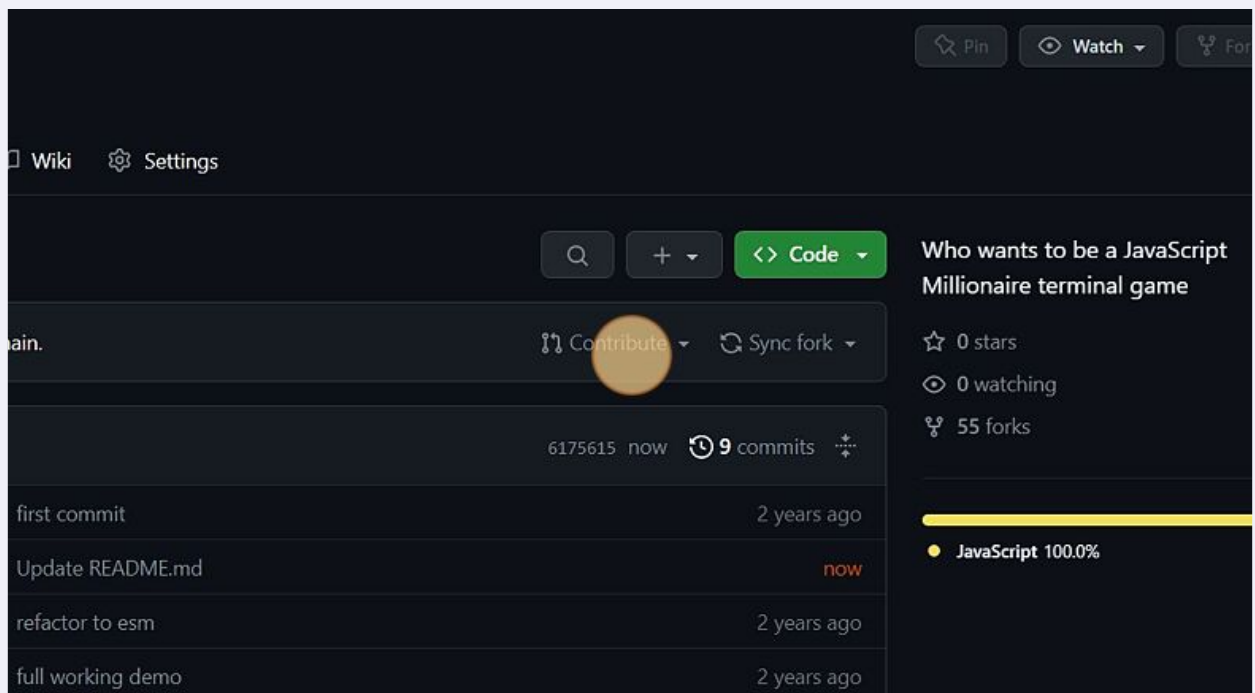 Pin Watch For
Wiki Settings
Code
Who wants to be a JavaScript
Millionaire terminal game
ain. Contribute Sync fork
0 stars
0 watching
55 forks
6175615 now 9 commits
first commit 2 years ago
Update README.md now
refactor to esm 2 years ago
full working demo 2 years ago
JavaScript 100.0%